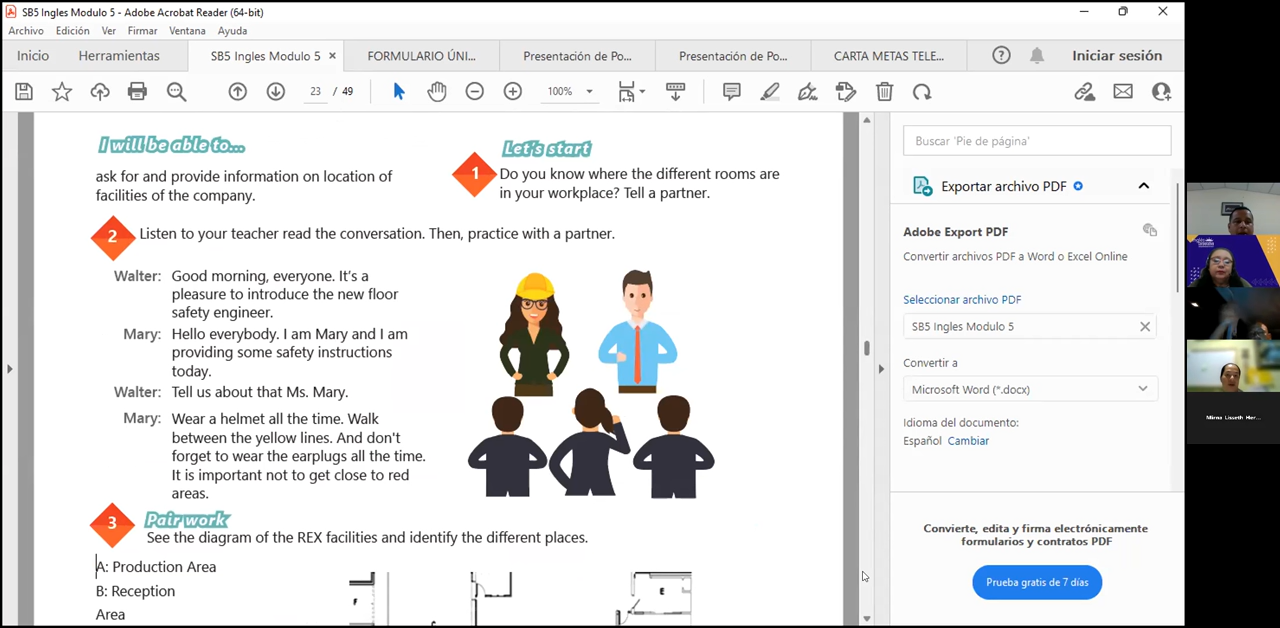 SB5 Ingles Modulo 5 - Adobe Acrobat Reader (64-bit)
Archivo Edición Ver Firmar Ventana Ayuda
Inicio Herramientas SB5 Ingles Modulo 5 × FORMULARIO ÚNI... Presentación de Po... Presentación de Po... CARTA METAS TELE... Iniciar sesión
23 / 49 100%
I will be able to...
ask for and provide information on location of
facilities of the company.
Let's start
1 Do you know where the different rooms are
in your workplace? Tell a partner.
2 Listen to your teacher read the conversation. Then, practice with a partner.
Walter: Good morning, everyone. It's a
pleasure to introduce the new floor
safety engineer.
Mary: Hello everybody. I am Mary and I am
providing some safety instructions
today.
Walter: Tell us about that Ms. Mary.
Mary: Wear a helmet all the time. Walk
between the yellow lines. And don't
forget to wear the earplugs all the time.
It is important not to get close to red
areas.
3 Pair work
See the diagram of the REX facilities and identify the different places.
A: Production Area
B: Reception
Area
F
E
Buscar 'Pie de página'
Exportar archivo PDF
Adobe Export PDF
Convertir archivos PDF a Word o Excel Online
Seleccionar archivo PDF
SB5 Ingles Modulo 5
Convertir a
Microsoft Word (*.docx)
Idioma del documento:
Español Cambiar
Convierte, edita y firma electrónicamente
formularios y contratos PDF
Prueba gratis de 7 días
Mirna Lisseth Her...